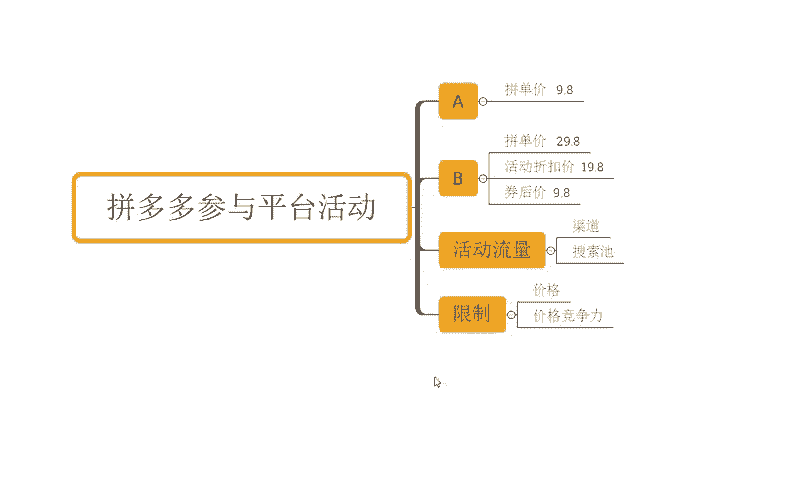 拼多多参与平台活动
A
拼单价 9.8
B
拼单价 29.8
活动折扣价 19.8
券后价 9.8
活动流量
渠道
搜索池
限制
价格
价格竞争力